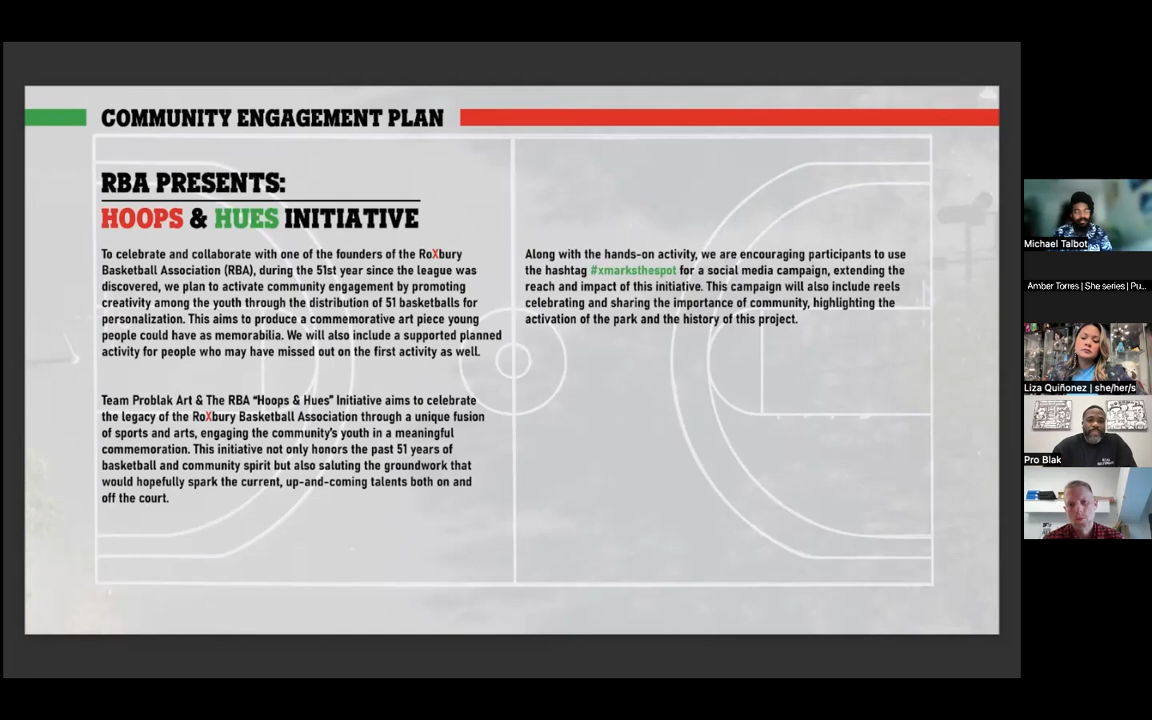 COMMUNITY ENGAGEMENT PLAN
RBA PRESENTS:
HOOPS & HUES INITIATIVE
To celebrate and collaborate with one of the founders of the RoXbury
Basketball Association (RBA), during the 51st year since the league was
discovered, we plan to activate community engagement by promoting
creativity among the youth through the distribution of 51 basketballs for
personalization. This aims to produce a commemorative art piece young
people could have as memorabilia. We will also include a supported planned
activity for people who may have missed out on the first activity as well.
Team Problak Art & The RBA “Hoops & Hues” Initiative aims to celebrate
the legacy of the RoXbury Basketball Association through a unique fusion
of sports and arts, engaging the community's youth in a meaningful
commemoration. This initiative not only honors the past 51 years of
basketball and community spirit but also saluting the groundwork that
would hopefully spark the current, up-and-coming talents both on and
off the court.
Along with the hands-on activity, we are encouraging participants to use
the hashtag #xmarksthespot for a social media campaign, extending the
reach and impact of this initiative. This campaign will also include reels
celebrating and sharing the importance of community, highlighting the
activation of the park and the history of this project.
Michael Talbot
Amber Torres | She series | Pu...
Liza Quiñonez | she/her/s
Pro Blak